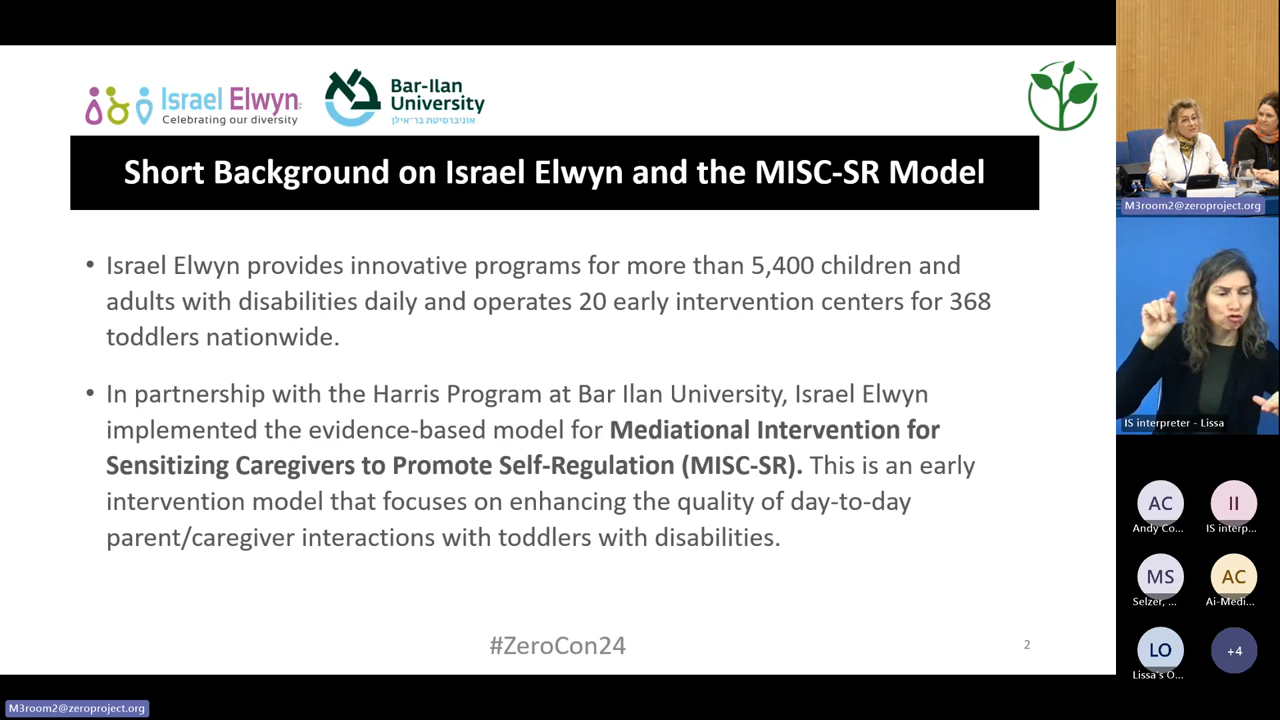 Israel Elwyn
Celebrating our diversity
Bar-Ilan
University
אוניברסיטת בר־אילן
Short Background on Israel Elwyn and the MISC-SR Model
• Israel Elwyn provides innovative programs for more than 5,400 children and
adults with disabilities daily and operates 20 early intervention centers for 368
toddlers nationwide.
• In partnership with the Harris Program at Bar Ilan University, Israel Elwyn
implemented the evidence-based model for Mediational Intervention for
Sensitizing Caregivers to Promote Self-Regulation (MISC-SR). This is an early
intervention model that focuses on enhancing the quality of day-to-day
parent/caregiver interactions with toddlers with disabilities.
#ZeroCon24
2
M3room2@zeroproject.org
M3room2@zeroproject.org
IS interpreter - Lissa
AC
Andy Co...
II
IS interp...
MS
Selzer, ...
AC
Ai-Medi...
LO
Lissa's O...
+4